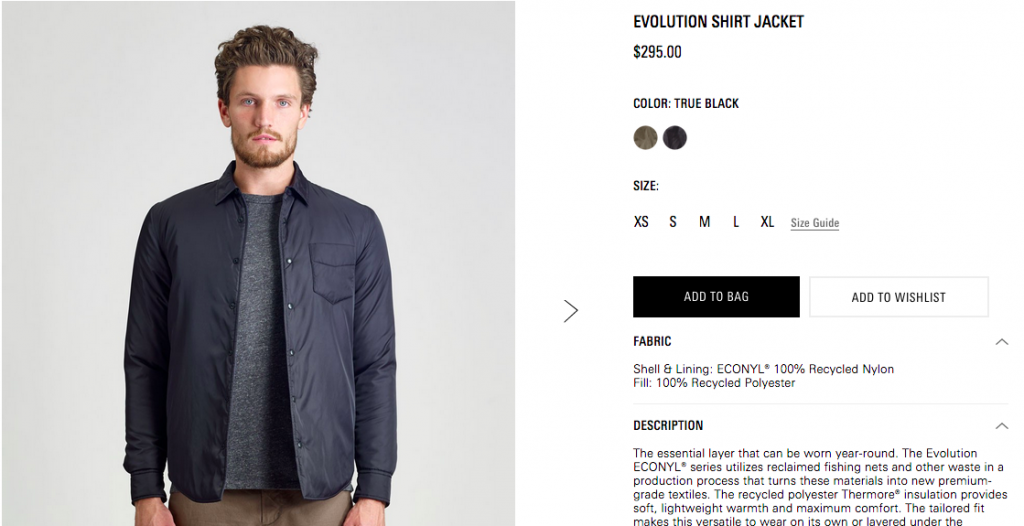 EVOLUTION SHIRT JACKET
$295.00
COLOR: TRUE BLACK
SIZE:
XS S M L XL Size Guide
ADD TO BAG ADD TO WISHLIST
FABRIC
Shell & Lining: ECONYL® 100% Recycled Nylon
Fill: 100% Recycled Polyester
DESCRIPTION
The essential layer that can be worn year-round. The Evolution
ECONYL® series utilizes reclaimed fishing nets and other waste in a
production process that turns these materials into new premium-
grade textiles. The recycled polyester Thermore® insulation provides
soft, lightweight warmth and maximum comfort. The tailored fit
makes this versatile to wear on its own or layered under the